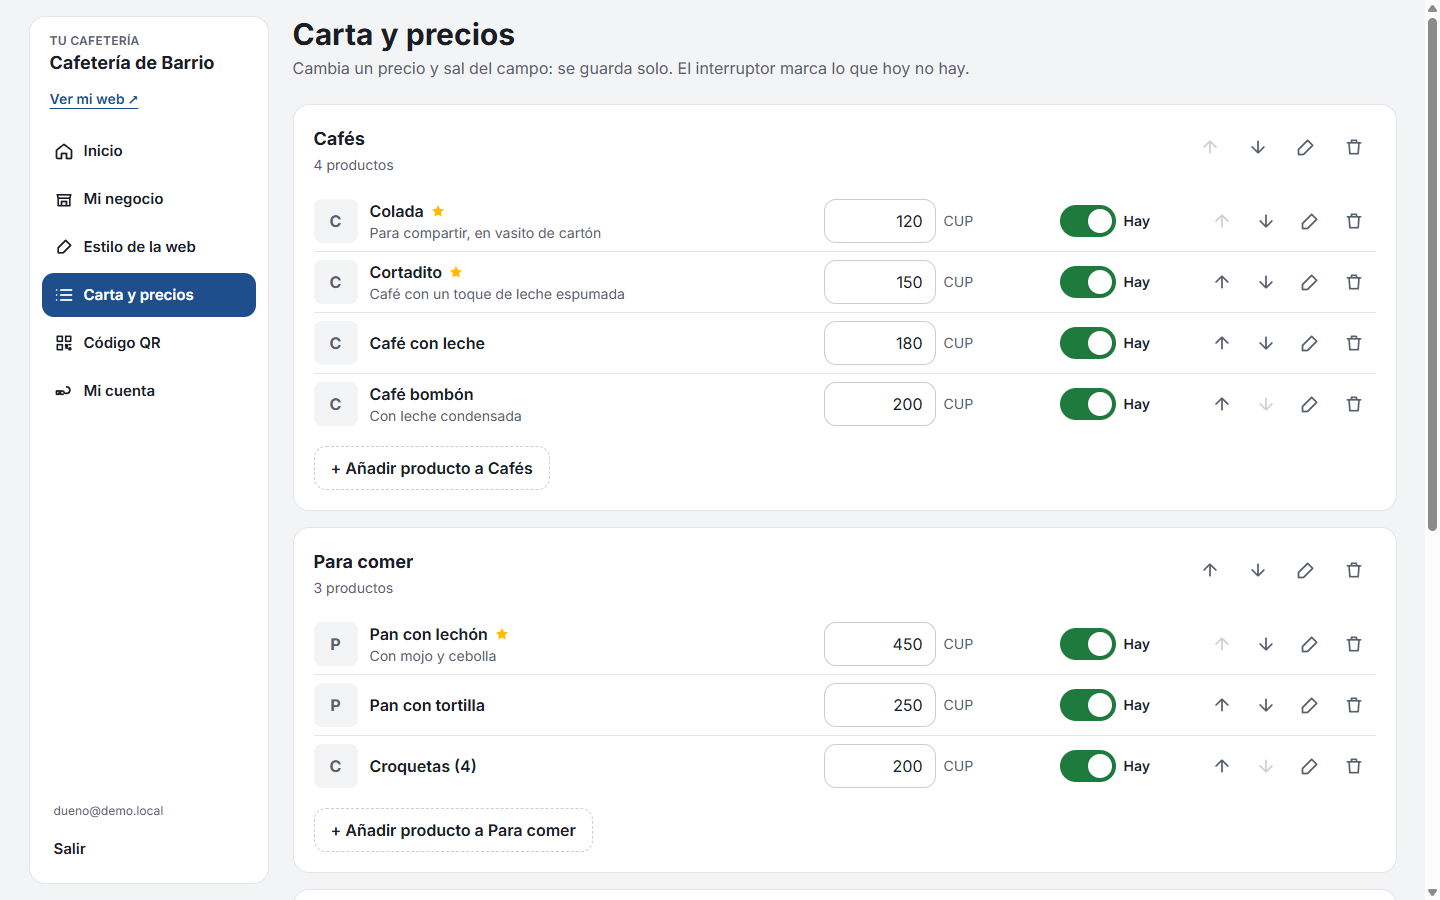 TU CAFETERÍA
Cafetería de Barrio
Ver mi web ↗
Inicio
Mi negocio
Estilo de la web
Carta y precios
Código QR
Mi cuenta
dueno@demo.local
Salir
Carta y precios
Cambia un precio y sal del campo: se guarda solo. El interruptor marca lo que hoy no hay.
Cafés
4 productos
C
Colada
Para compartir, en vasito de cartón
120 CUP
Hay
C
Cortadito
Café con un toque de leche espumada
150 CUP
Hay
C
Café con leche
180 CUP
Hay
C
Café bombón
Con leche condensada
200 CUP
Hay
+ Añadir producto a Cafés
Para comer
3 productos
P
Pan con lechón
Con mojo y cebolla
450 CUP
Hay
P
Pan con tortilla
250 CUP
Hay
C
Croquetas (4)
200 CUP
Hay
+ Añadir producto a Para comer